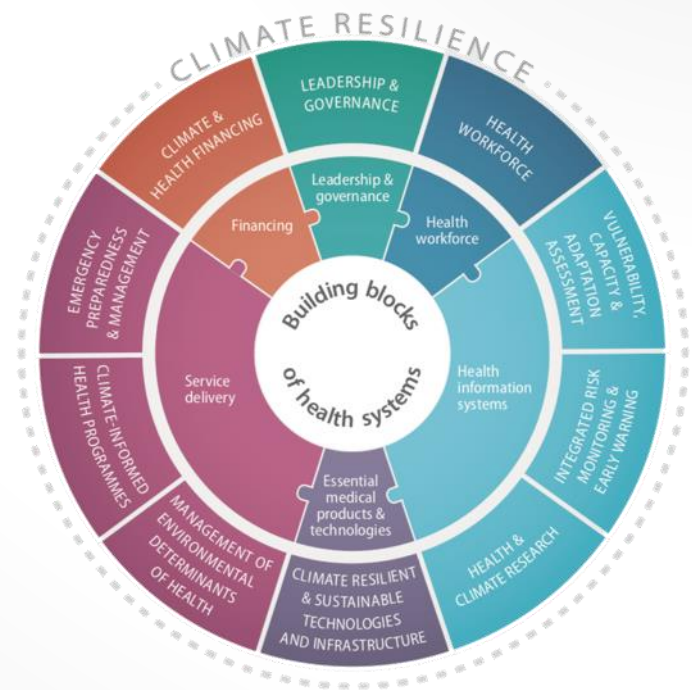 CLIMATE RESILIENCE
LEADERSHIP &
GOVERNANCE
HEALTH
WORKFORCE
VULNERABILITY,
CAPACITY &
ADAPTATION
ASSESSMENT
INTEGRATED RISK
MONITORING &
EARLY WARNING
HEALTH &
CLIMATE RESEARCH
CLIMATE RESILIENT
& SUSTAINABLE
TECHNOLOGIES
AND INFRASTRUCTURE
MANAGEMENT OF
ENVIRONMENTAL
DETERMINANTS
OF HEALTH
CLIMATE-INFORMED
HEALTH PROGRAMMES
EMERGENCY
PREPAREDNESS
& MANAGEMENT
CLIMATE &
HEALTH FINANCING
Leadership &
governance
Health
workforce
Health
information
systems
Essential
medical
products &
technologies
Service
delivery
Financing
Building blocks
of health systems